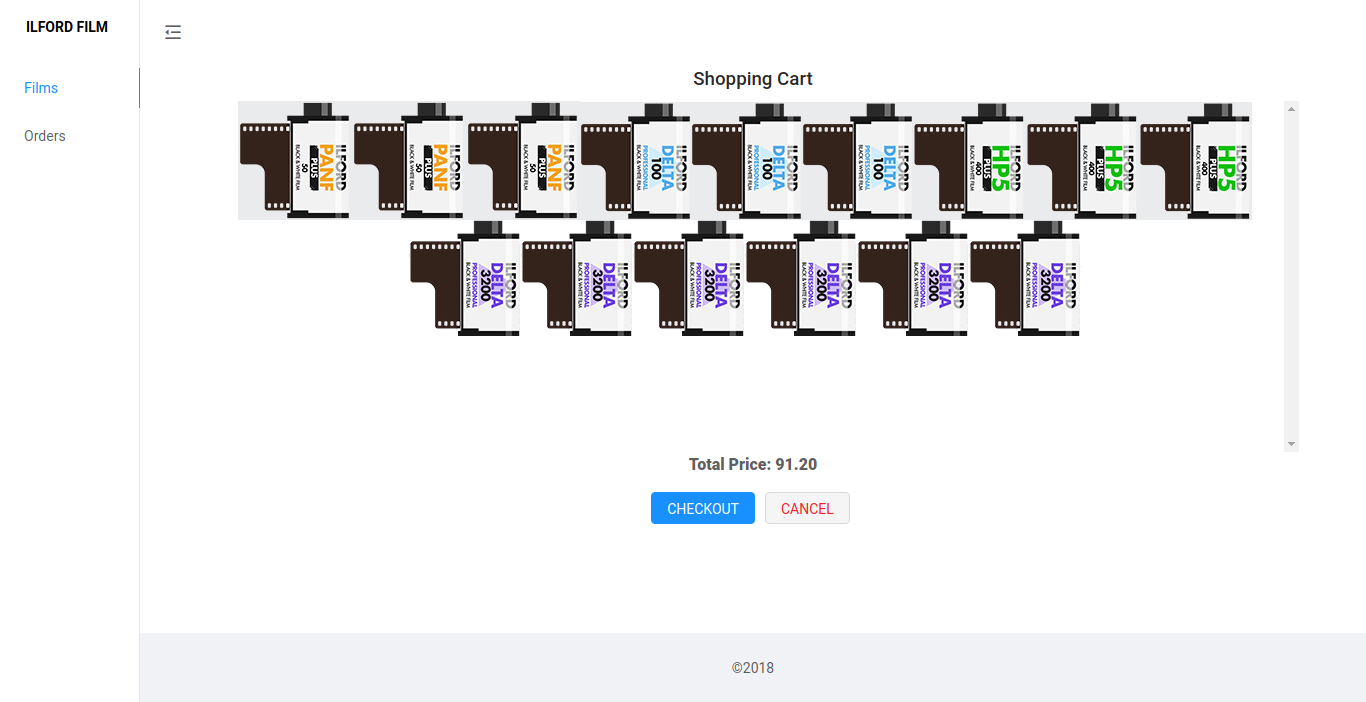 ILFORD FILM
Films
Orders
Shopping Cart
ILFORD PANF PLUS 50 BLACK & WHITE FILM
ILFORD PANF PLUS 50 BLACK & WHITE FILM
ILFORD PANF PLUS 50 BLACK & WHITE FILM
ILFORD DELTA 100 PROFESSIONAL BLACK & WHITE FILM
ILFORD DELTA 100 PROFESSIONAL BLACK & WHITE FILM
ILFORD DELTA 100 PROFESSIONAL BLACK & WHITE FILM
ILFORD HP5 PLUS 400 BLACK & WHITE FILM
ILFORD HP5 PLUS 400 BLACK & WHITE FILM
ILFORD HP5 PLUS 400 BLACK & WHITE FILM
ILFORD DELTA 3200 PROFESSIONAL BLACK & WHITE FILM
ILFORD DELTA 3200 PROFESSIONAL BLACK & WHITE FILM
ILFORD DELTA 3200 PROFESSIONAL BLACK & WHITE FILM
ILFORD DELTA 3200 PROFESSIONAL BLACK & WHITE FILM
ILFORD DELTA 3200 PROFESSIONAL BLACK & WHITE FILM
ILFORD DELTA 3200 PROFESSIONAL BLACK & WHITE FILM
Total Price: 91.20
CHECKOUT
CANCEL
©2018